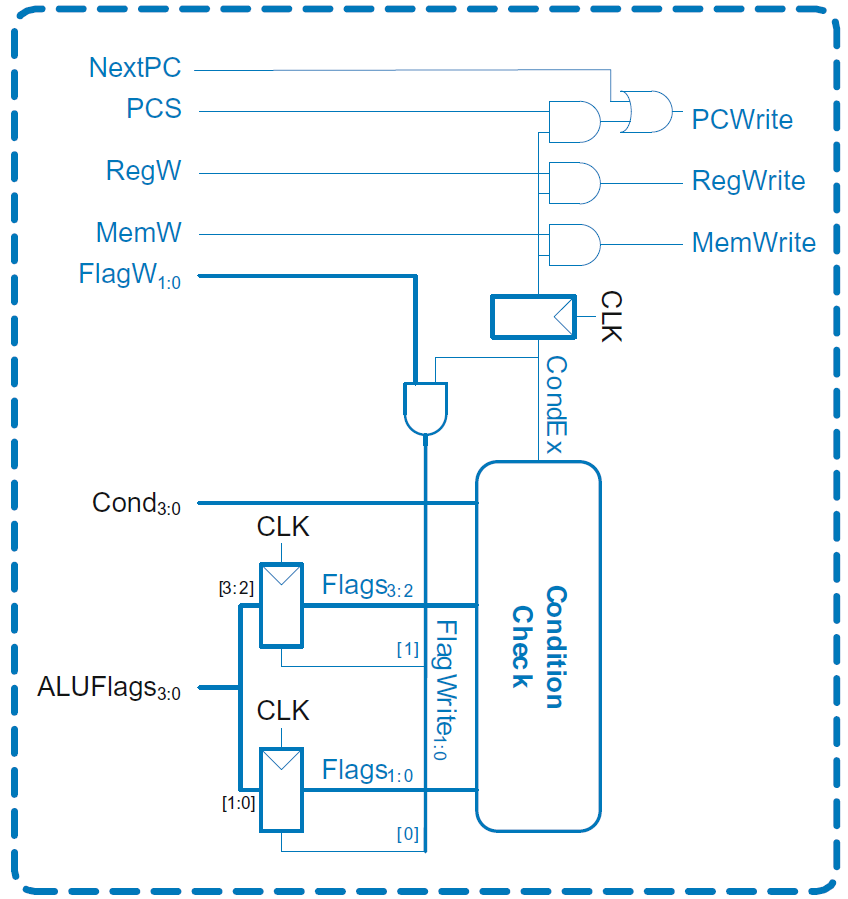 NextPC
PCS
PCWrite
RegW
RegWrite
MemW
MemWrite
FlagW1:0
CLK
CondEx
Cond3:0
CLK
[3:2]
Flags3:2
Condition
Check
[1]
FlagWrite1:0
ALUFlags3:0
CLK
Flags1:0
[1:0]
[0]